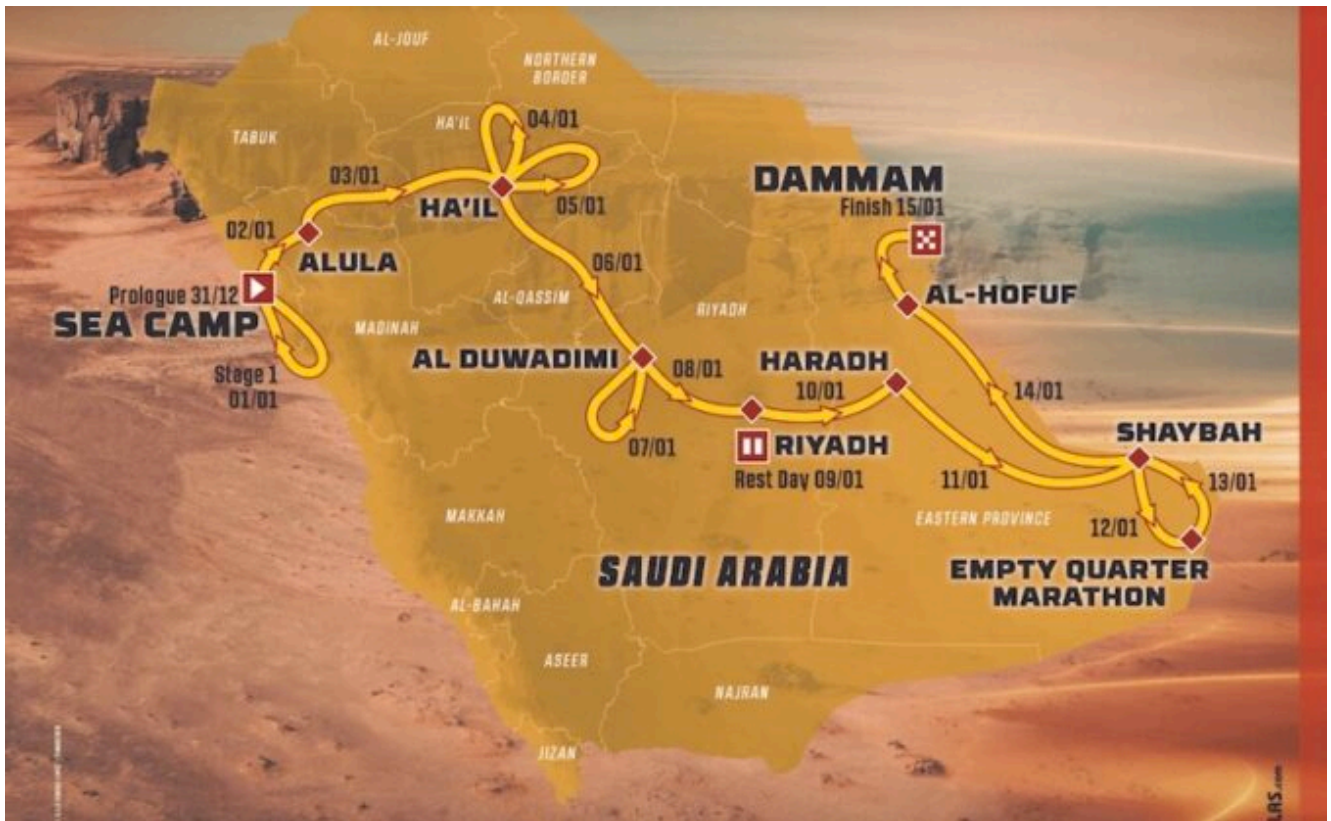 AL-JOUF
NORTHERN
BORDER
TABUK
HA'IL
04/01
03/01
05/01
HA'IL
DAMMAM
Finish 15/01
02/01
ALULA
06/01
Prologue 31/12
SEA CAMP
AL-QASSIM
RIYADH
AL-HOFUF
MADINAH
AL DUWADIMI
08/01
HARADH
10/01
14/01
Stage 1
01/01
07/01
RIYADH
Rest Day 09/01
11/01
SHAYBAH
13/01
12/01
MAKKAH
EASTERN PROVINCE
SAUDI ARABIA
EMPTY QUARTER
MARATHON
AL-BAHAH
ASEER
NAJRAN
JIZAN
LAS.com